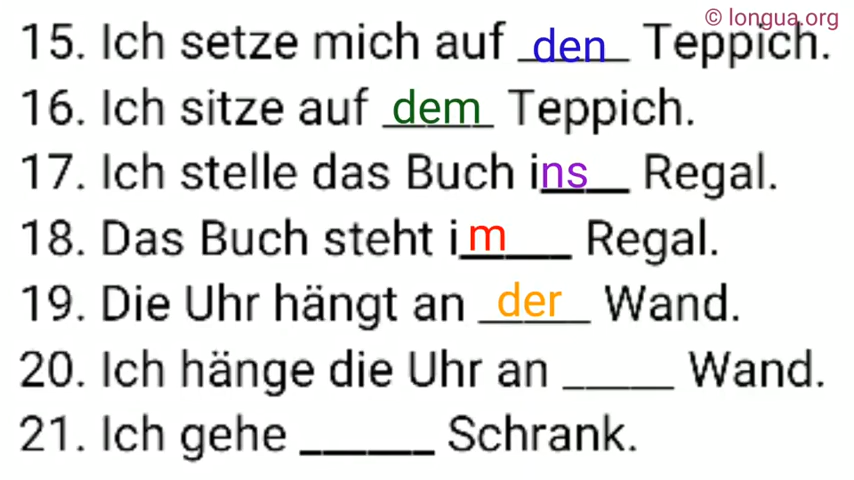 © longua.org
15. Ich setze mich auf den Teppich.
16. Ich sitze auf dem Teppich.
17. Ich stelle das Buch ins Regal.
18. Das Buch steht im Regal.
19. Die Uhr hängt an der Wand.
20. Ich hänge die Uhr an _____ Wand.
21. Ich gehe ______ Schrank.